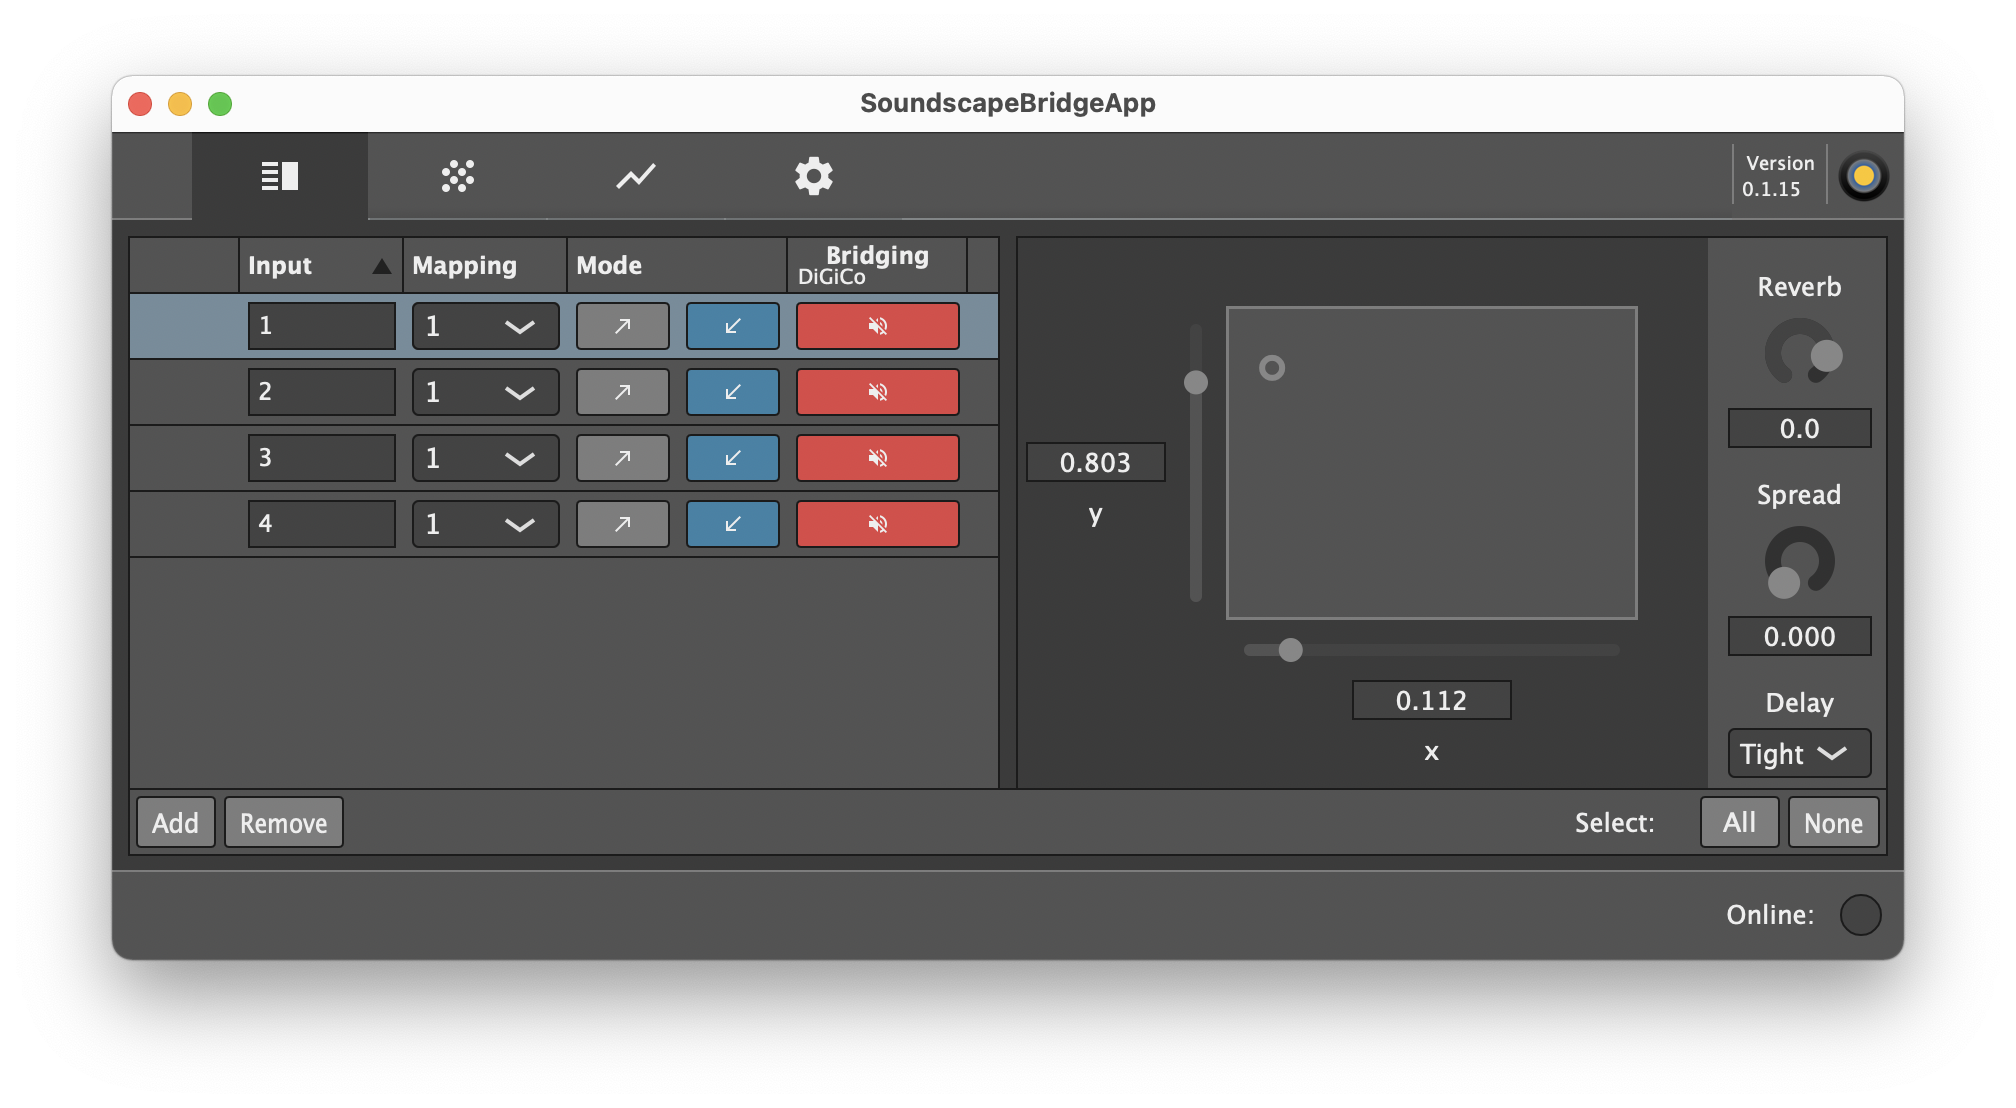 SoundscapeBridgeApp
Version
0.1.15
Input Mapping Mode Bridging
DiGiCo
1 1
2 1
3 1
4 1
0.803
y
0.112
x
Reverb
0.0
Spread
0.000
Delay
Tight
Add Remove Select: All None
Online: